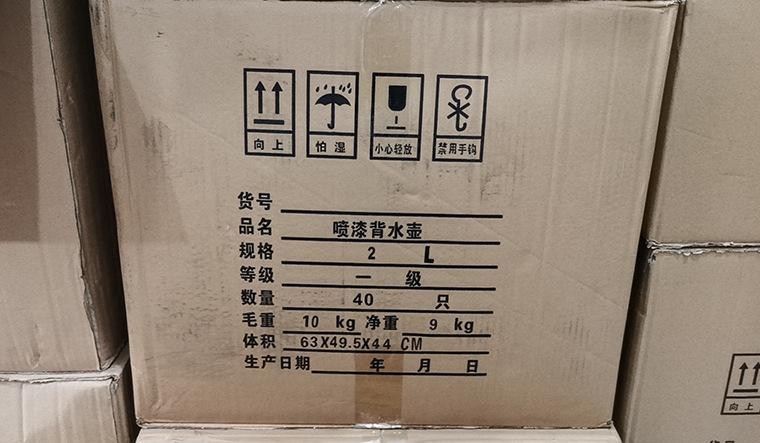 向上 怕湿 小心轻放 禁用手钩
货号
品名 喷漆背水壶
规格 2 L
等级 一级
数量 40 只
毛重 10 kg 净重 9 kg
体积 63X49.5X44 CM
生产日期 年 月 日
向上